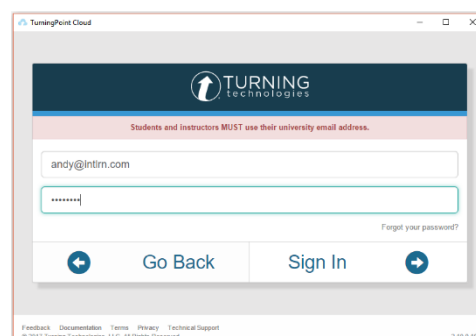 TurningPoint Cloud
TURNING
technologies
Students and instructors MUST use their university email address.
andy@intlrn.com
Forgot your password?
Go Back
Sign In
Feedback Documentation Terms Privacy Technical Support